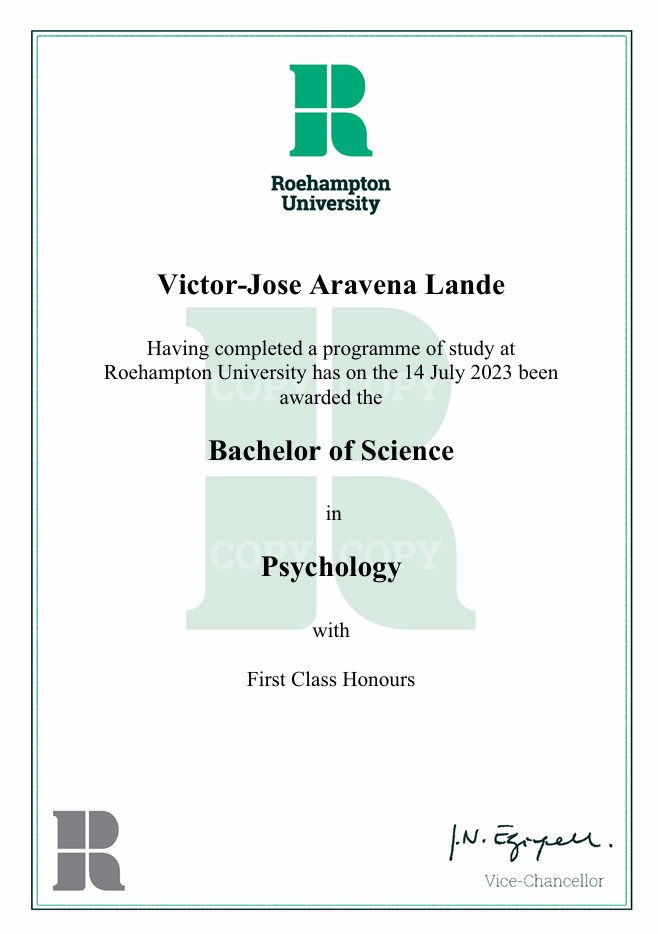 Roehampton
University
Victor-Jose Aravena Lande
Having completed a programme of study at
Roehampton University has on the 14 July 2023 been
awarded the
COPY COPY
Bachelor of Science
in
COPY COPY
Psychology
with
First Class Honours
Vice-Chancellor